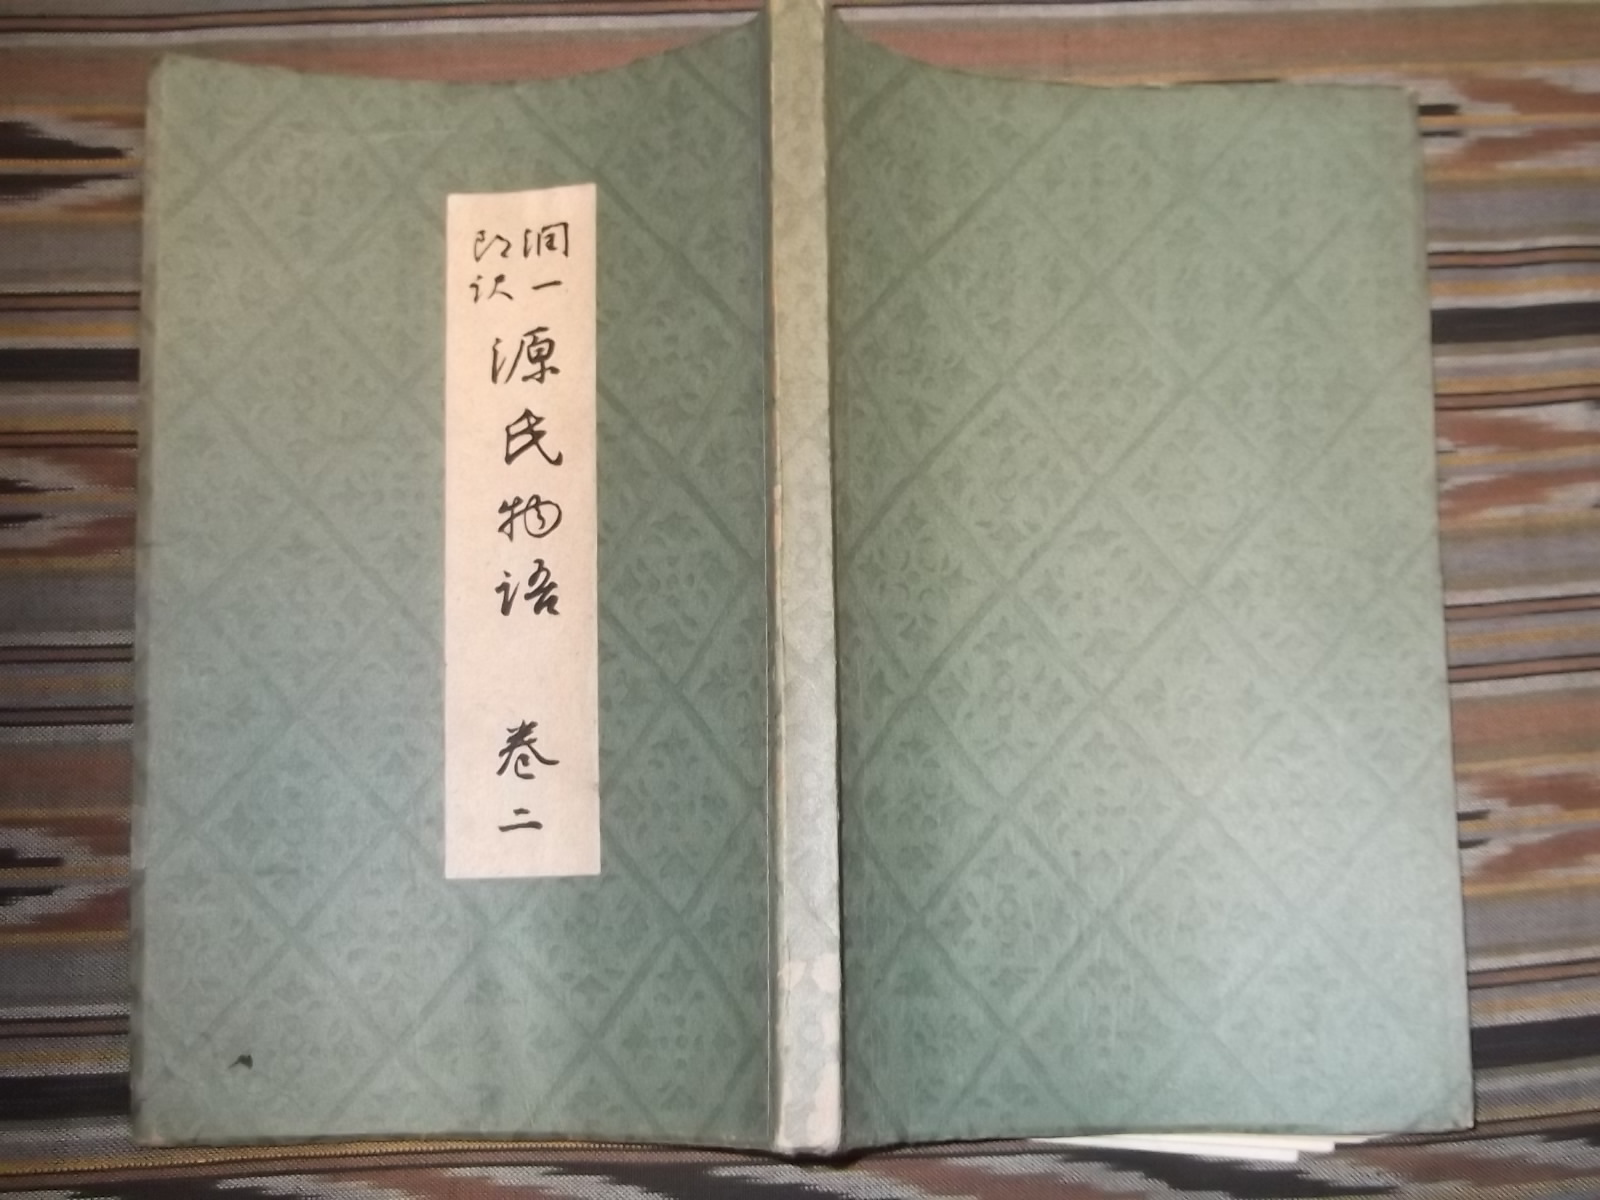 潤一
郎訳
源氏物語 巻二